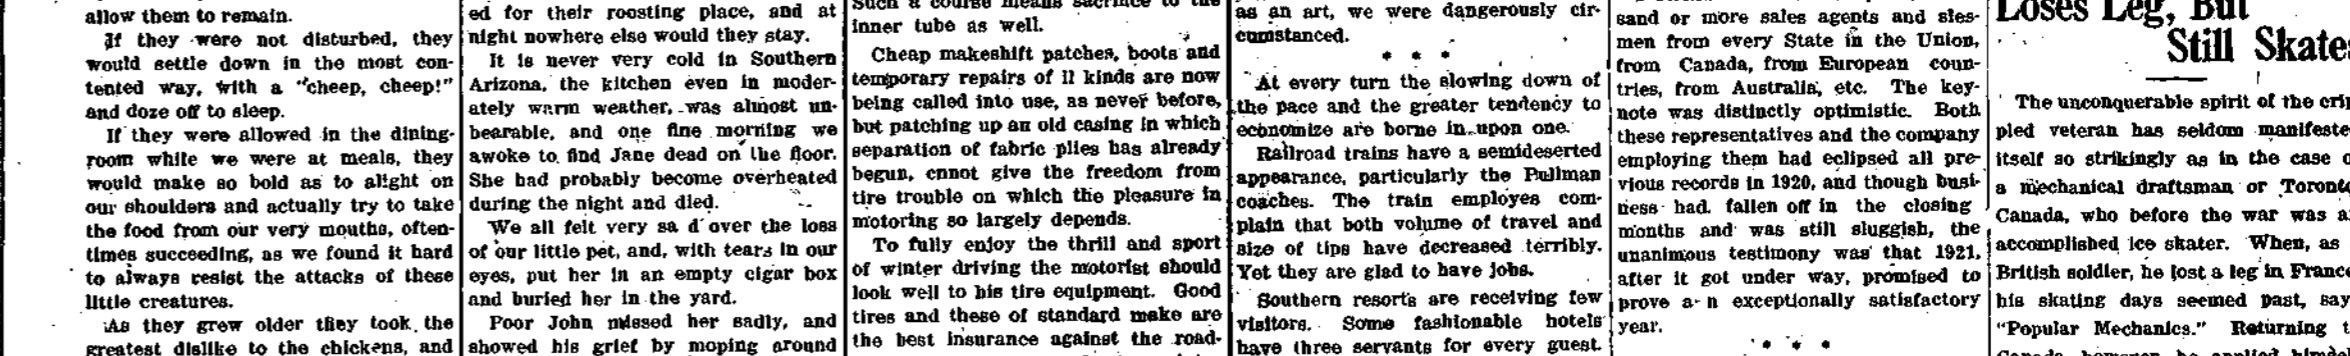 allow them to remain.
If they were not disturbed, they
would settle down in the most con-
tented way, with a "cheep, cheep!"
and doze off to sleep.
If they were allowed in the dining-
room while we were at meals, they
would make so bold as to alight on
our shoulders and actually try to take
the food from our very mouths, often-
times succeeding, as we found it hard
to always resist the attacks of these
little creatures.
As they grew older they took the
greatest dislike to the chickens, and
ed for their roosting place, and at
night nowhere else would they stay.
It is never very cold in Southern
Arizona, the kitchen even in moder-
ately warm weather, was almost un-
bearable, and one fine morning we
awoke to find Jane dead on the floor.
She had probably become overheated
during the night and died.
We all felt very sa d over the loss
of our little pet, and, with tears in our
eyes, put her in an empty cigar box
and buried her in the yard.
Poor John missed her sadly, and
showed his grief by moping around
Such a course means sacrifice to the
inner tube as well.
Cheap makeshift patches, boots and
temporary repairs of ll kinds are now
being called into use, as never before,
but patching up an old casing in which
separation of fabric plies has already
begun, cnnot give the freedom from
tire trouble on which the pleasure in
motoring so largely depends.
To fully enjoy the thrill and sport
of winter driving the motorist should
look well to his tire equipment. Good
tires and these of standard make are
the best insurance against the road-
as an art, we were dangerously cir-
cumstanced.
* * *
At every turn the slowing down of
the pace and the greater tendency to
economize are borne in upon one.
Railroad trains have a semideserted
appearance, particularly the Pullman
coaches. The train employes com-
plain that both volume of travel and
size of tips have decreased terribly.
Yet they are glad to have jobs.
Southern resorts are receiving few
visitors. Some fashionable hotels
have three servants for every guest.
sand or more sales agents and sles-
men from every State in the Union,
from Canada, from European coun-
tries, from Australia, etc. The key-
note was distinctly optimistic. Both
these representatives and the company
employing them had eclipsed all pre-
vious records in 1920, and though busi-
ness had fallen off in the closing
months and was still sluggish, the
unanimous testimony was that 1921,
after it got under way, promised to
prove a n exceptionally satisfactory
year.
* * *
Loses Leg, But
Still Skate
The unconquerable spirit of the crip
pled veteran has seldom manifeste
itself so strikingly as in the case o
a mechanical draftsman or Toronto
Canada, who before the war was a
accomplished ice skater. When, as
British soldier, he lost a leg in France
his skating days seemed past, say
"Popular Mechanics." Returning t